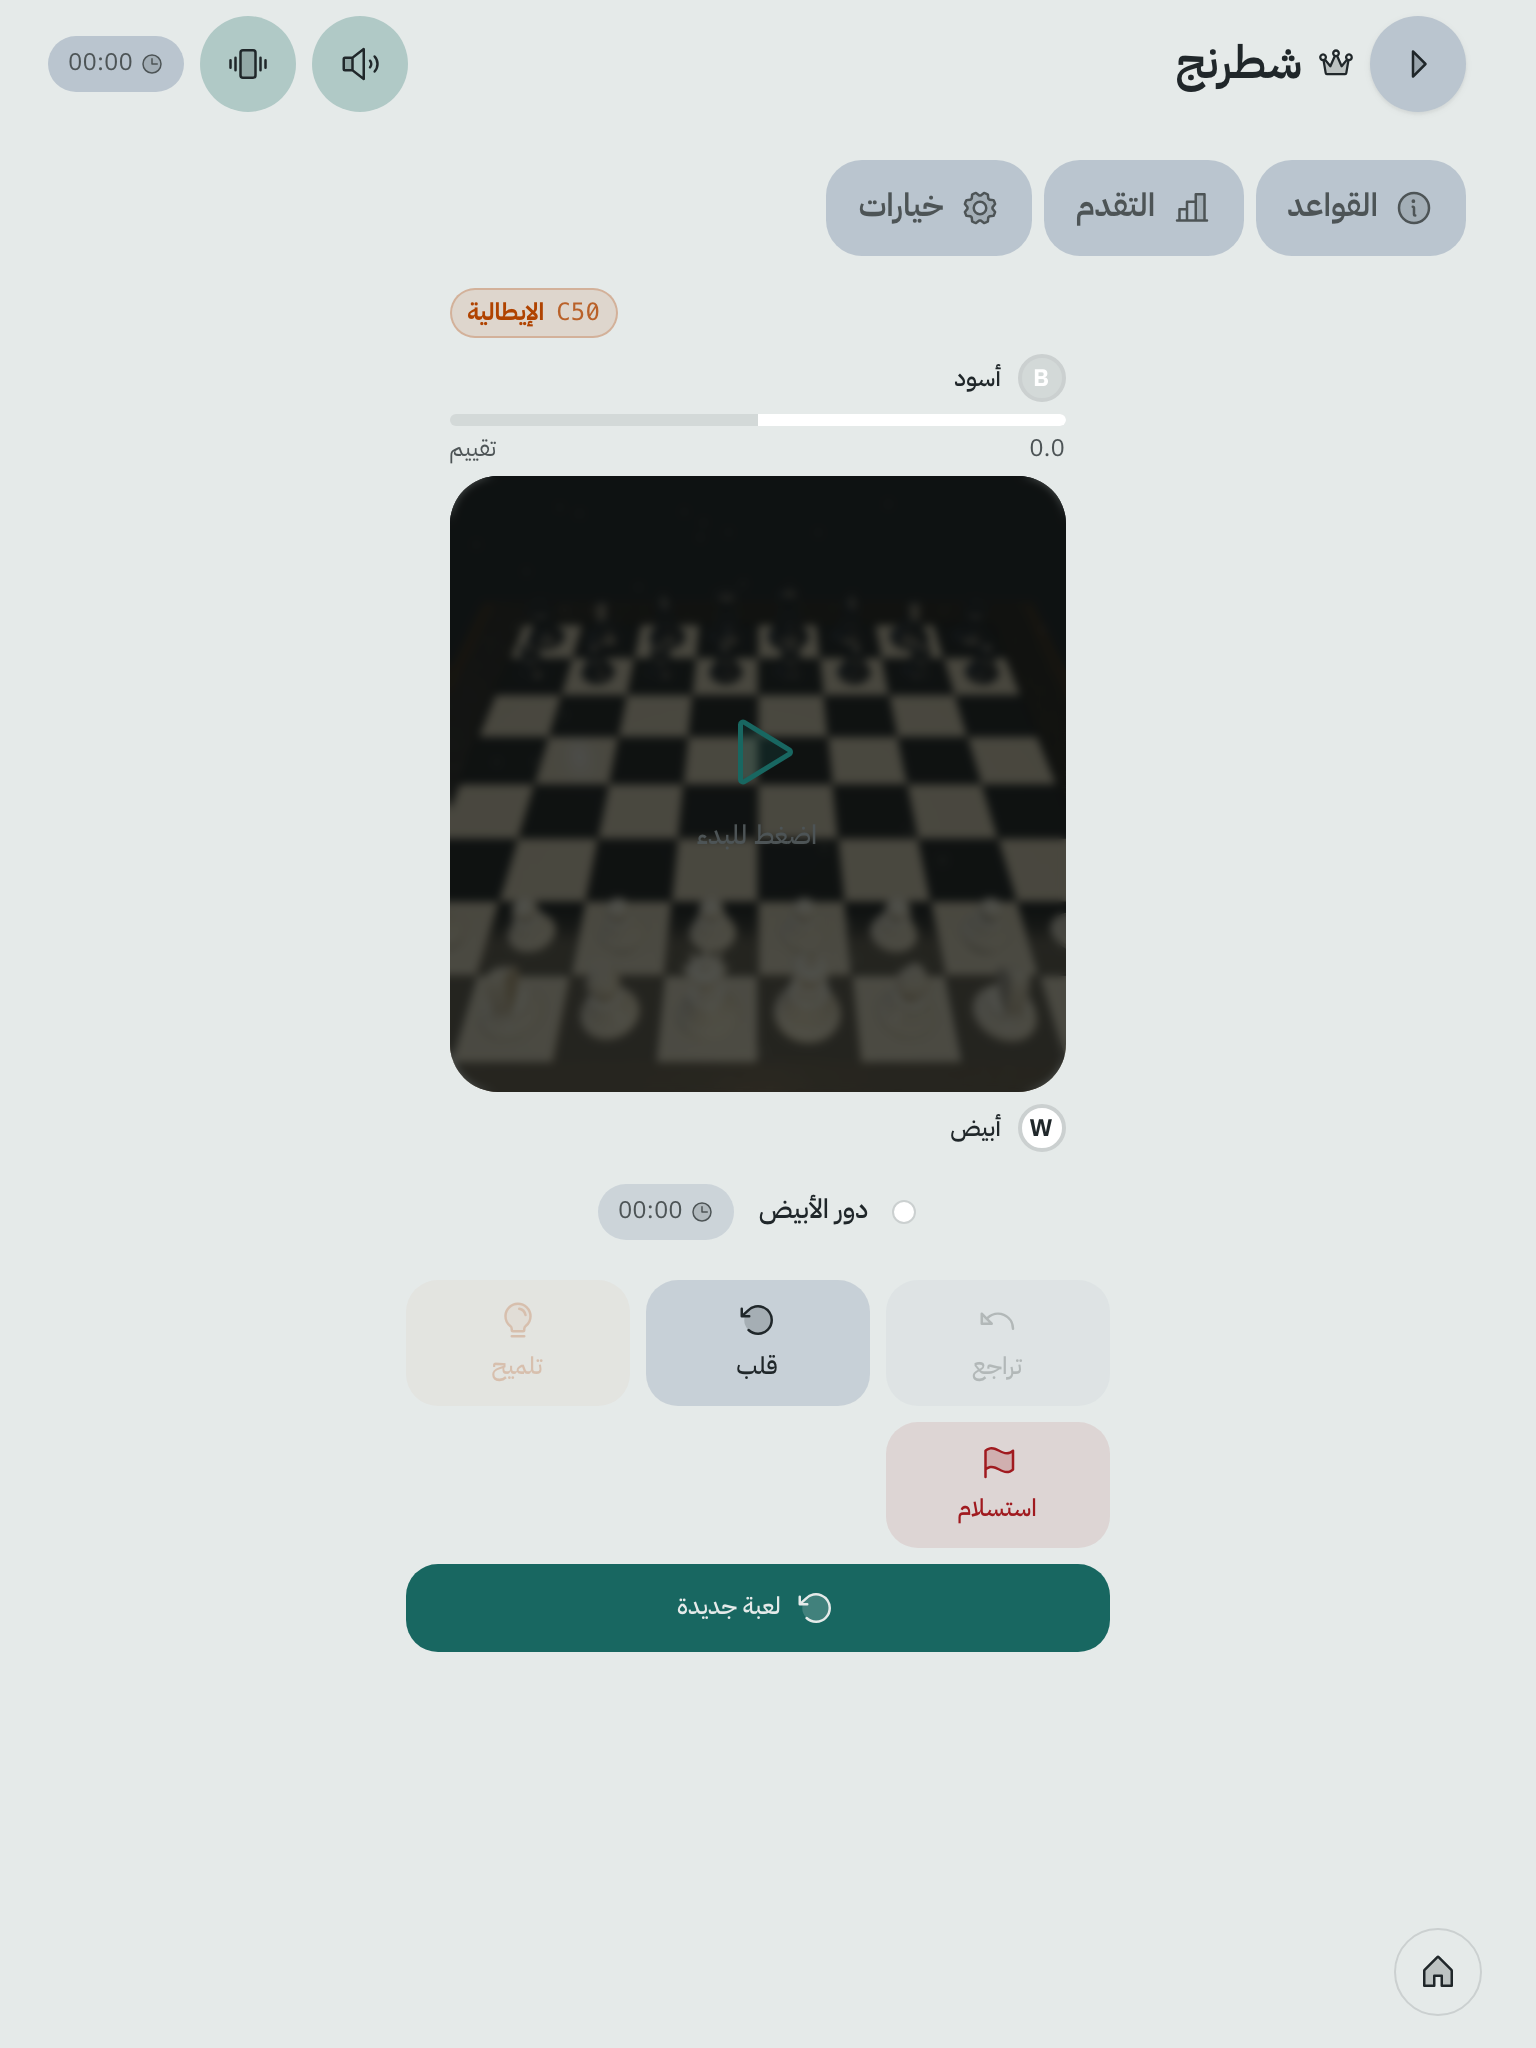 شطرنج
00:00
القواعد
التقدم
خيارات
C50 الإيطالية
B أسود
0.0 تقييم
اضغط للبدء
W أبيض
دور الأبيض 00:00
تراجع
قلب
تلميح
استسلام
لعبة جديدة